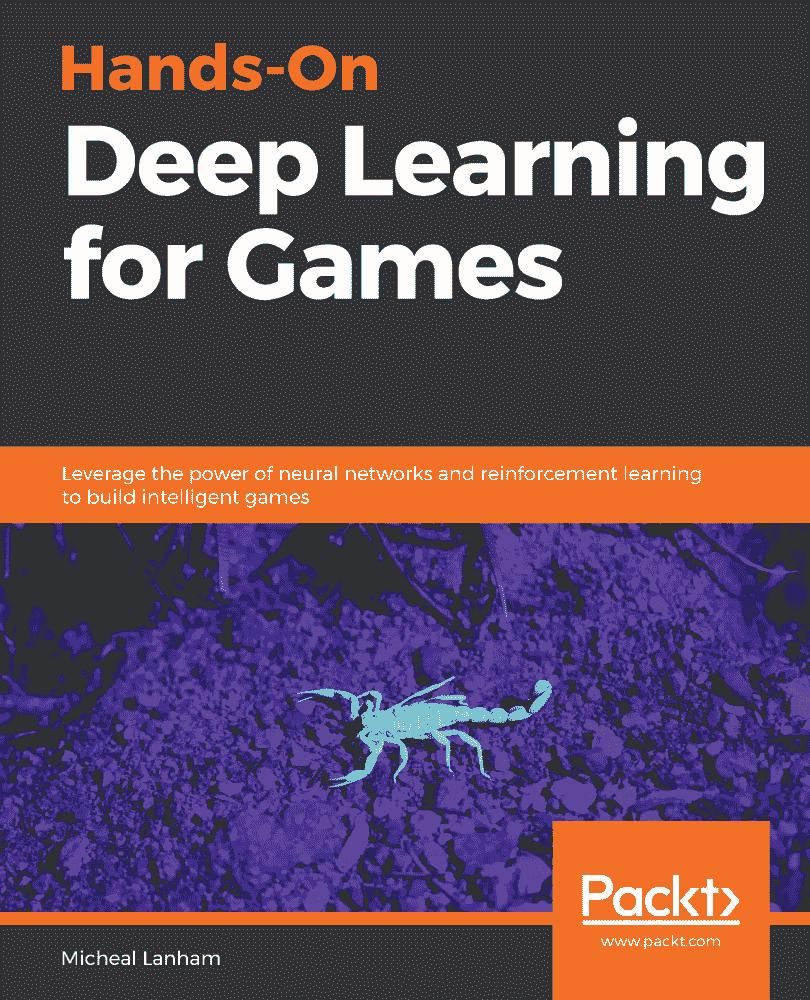 Hands-On
Deep Learning
for Games
Leverage the power of neural networks and reinforcement learning
to build intelligent games
Packt>
www.packt.com
Micheal Lanham